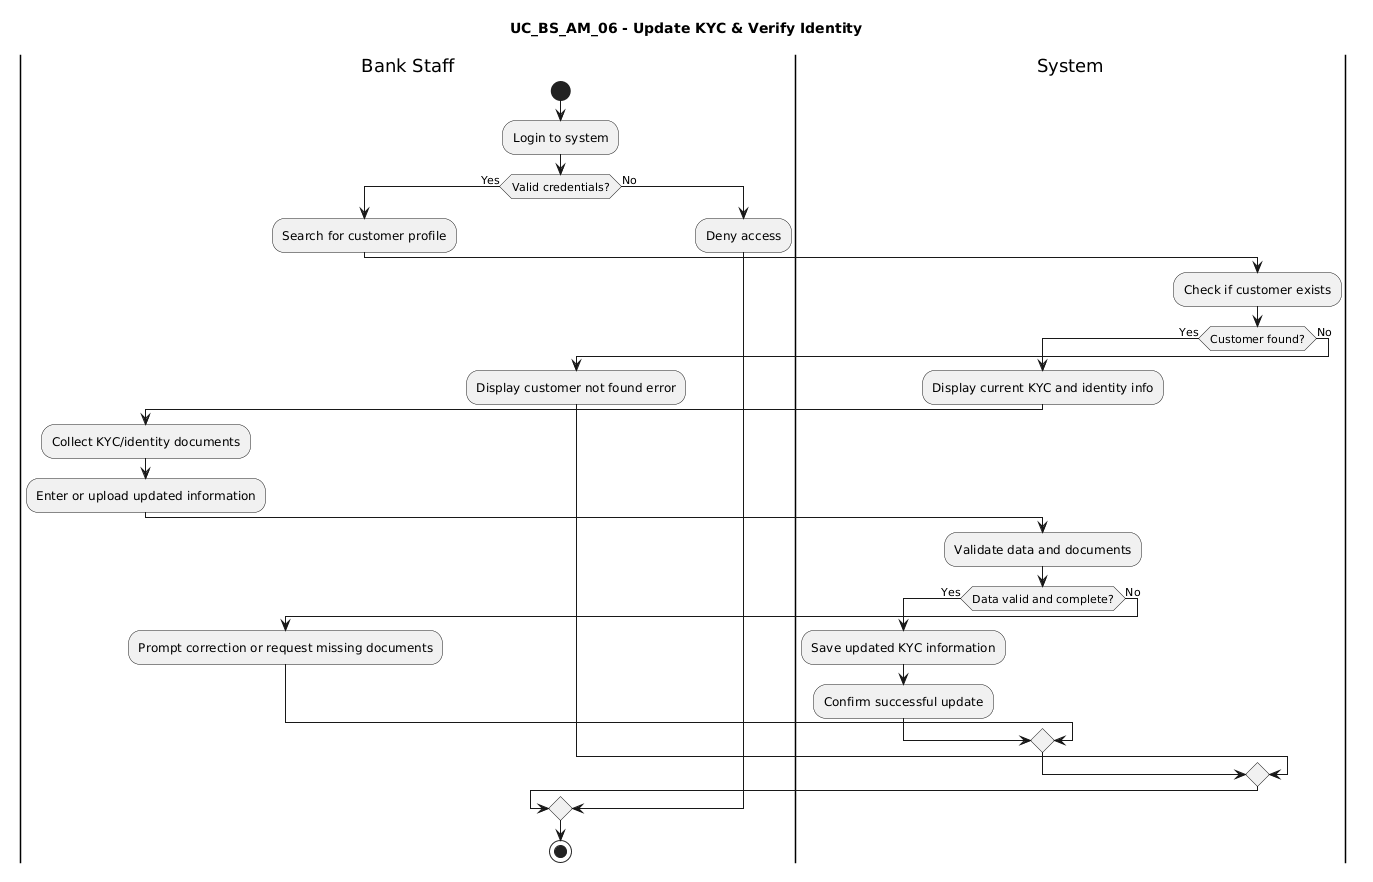 UC_BS_AM_06 - Update KYC & Verify Identity
Bank Staff
System
Login to system
Yes
Valid credentials?
No
Search for customer profile
Deny access
Check if customer exists
Yes
Customer found?
No
Display customer not found error
Display current KYC and identity info
Collect KYC/identity documents
Enter or upload updated information
Validate data and documents
Yes
Data valid and complete?
No
Prompt correction or request missing documents
Save updated KYC information
Confirm successful update